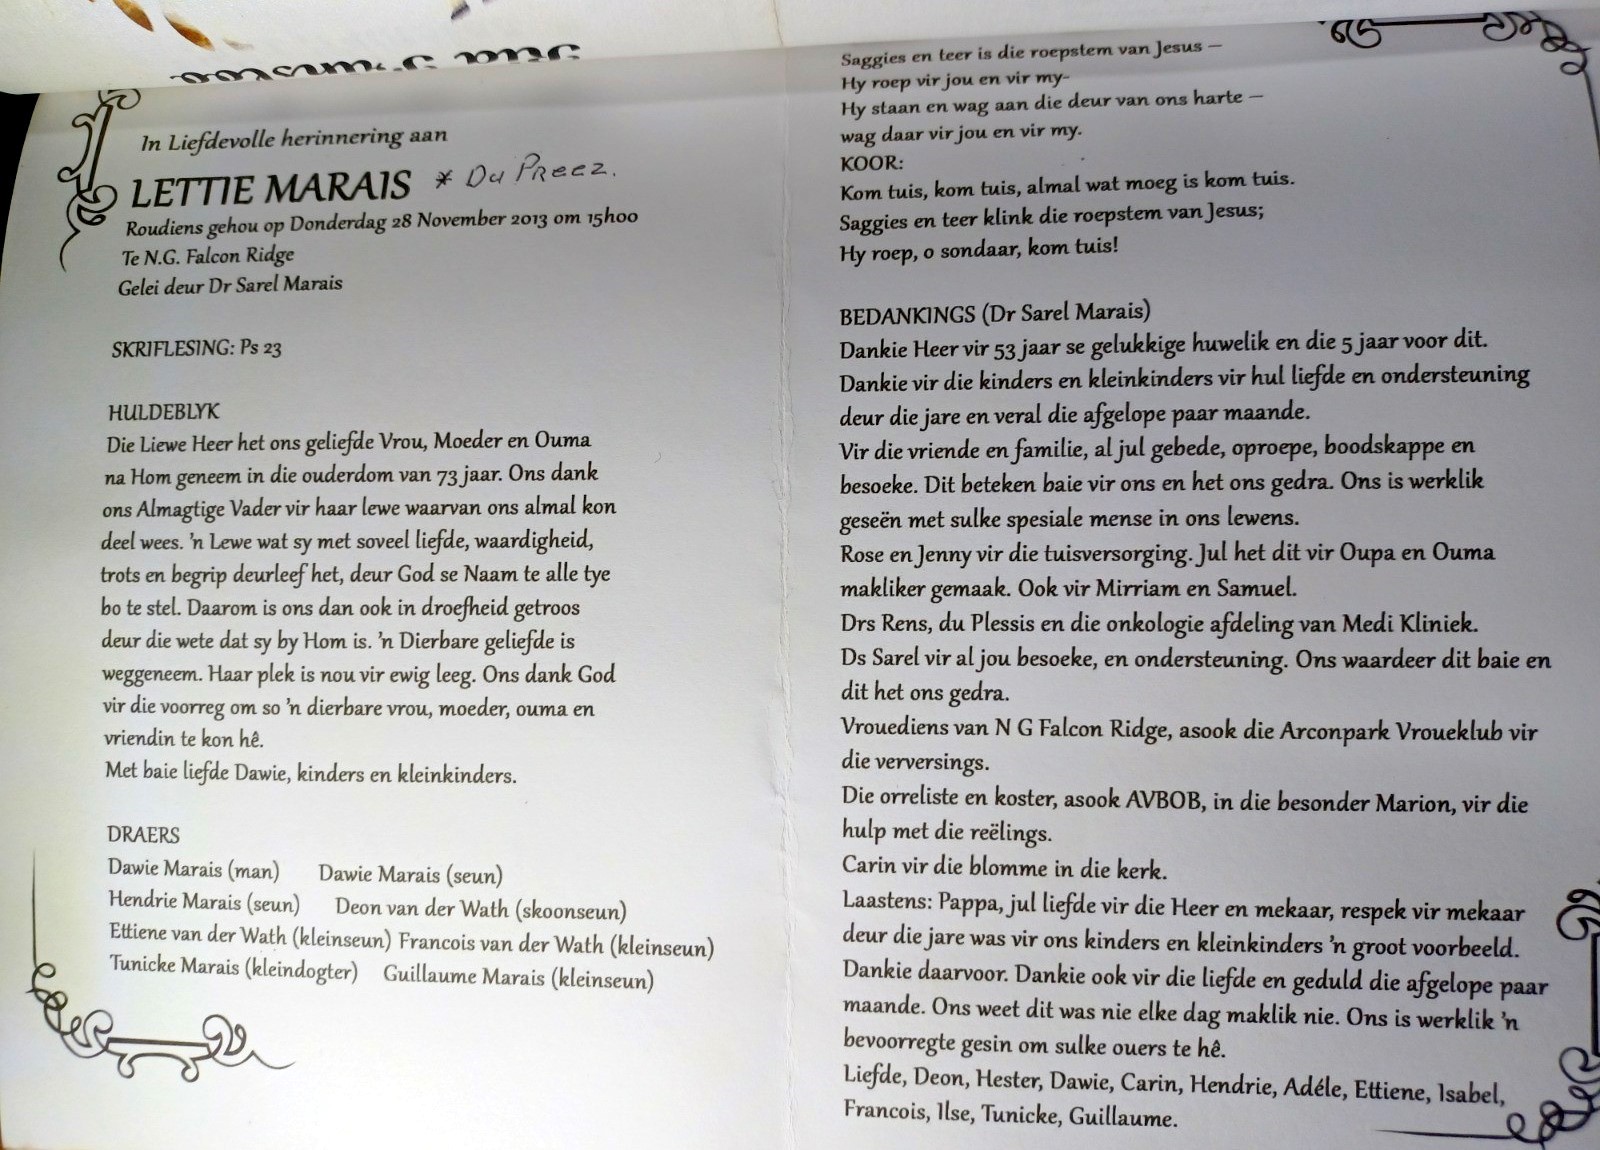 In Liefdevolle herinnering aan
LETTIE MARAIS * Du Preez.
Roudiens gehou op Donderdag 28 November 2013 om 15h00
Te N.G. Falcon Ridge
Gelei deur Dr Sarel Marais
SKRIFLESING: Ps 23
HULDEBLYK
Die Liewe Heer het ons geliefde Vrou, Moeder en Ouma
na Hom geneem in die ouderdom van 73 jaar. Ons dank
ons Almagtige Vader vir haar lewe waarvan ons almal kon
deel wees. 'n Lewe wat sy met soveel liefde, waardigheid,
trots en begrip deurleef het, deur God se Naam te alle tye
bo te stel. Daarom is ons dan ook in droefheid getroos
deur die wete dat sy by Hom is. 'n Dierbare geliefde is
weggeneem. Haar plek is nou vir ewig leeg. Ons dank God
vir die voorreg om so 'n dierbare vrou, moeder, ouma en
vriendin te kon hê.
Met baie liefde Dawie, kinders en kleinkinders.
DRAERS
Dawie Marais (man) Dawie Marais (seun)
Hendrie Marais (seun) Deon van der Wath (skoonseun)
Ettiene van der Wath (kleinseun) Francois van der Wath (kleinseun)
Tunicke Marais (kleindogter) Guillaume Marais (kleinseun)
Saggies en teer is die roepstem van Jesus –
Hy roep vir jou en vir my-
Hy staan en wag aan die deur van ons harte –
wag daar vir jou en vir my.
KOOR:
Kom tuis, kom tuis, almal wat moeg is kom tuis.
Saggies en teer klink die roepstem van Jesus;
Hy roep, o sondaar, kom tuis!
BEDANKINGS (Dr Sarel Marais)
Dankie Heer vir 53 jaar se gelukkige huwelik en die 5 jaar voor dit.
Dankie vir die kinders en kleinkinders vir hul liefde en ondersteuning
deur die jare en veral die afgelope paar maande.
Vir die vriende en familie, al jul gebede, oproepe, boodskappe en
besoeke. Dit beteken baie vir ons en het ons gedra. Ons is werklik
geseën met sulke spesiale mense in ons lewens.
Rose en Jenny vir die tuisversorging. Jul het dit vir Oupa en Ouma
makliker gemaak. Ook vir Mirriam en Samuel.
Drs Rens, du Plessis en die onkologie afdeling van Medi Kliniek.
Ds Sarel vir al jou besoeke, en ondersteuning. Ons waardeer dit baie en
dit het ons gedra.
Vrouediens van N G Falcon Ridge, asook die Arconpark Vroueklub vir
die verversings.
Die orreliste en koster, asook AVBOB, in die besonder Marion, vir die
hulp met die reëlings.
Carin vir die blomme in die kerk.
Laastens: Pappa, jul liefde vir die Heer en mekaar, respek vir mekaar
deur die jare was vir ons kinders en kleinkinders 'n groot voorbeeld.
Dankie daarvoor. Dankie ook vir die liefde en geduld die afgelope paar
maande. Ons weet dit was nie elke dag maklik nie. Ons is werklik 'n
bevoorregte gesin om sulke ouers te hê.
Liefde, Deon, Hester, Dawie, Carin, Hendrie, Adéle, Ettiene, Isabel,
Francois, Ilse, Tunicke, Guillaume.